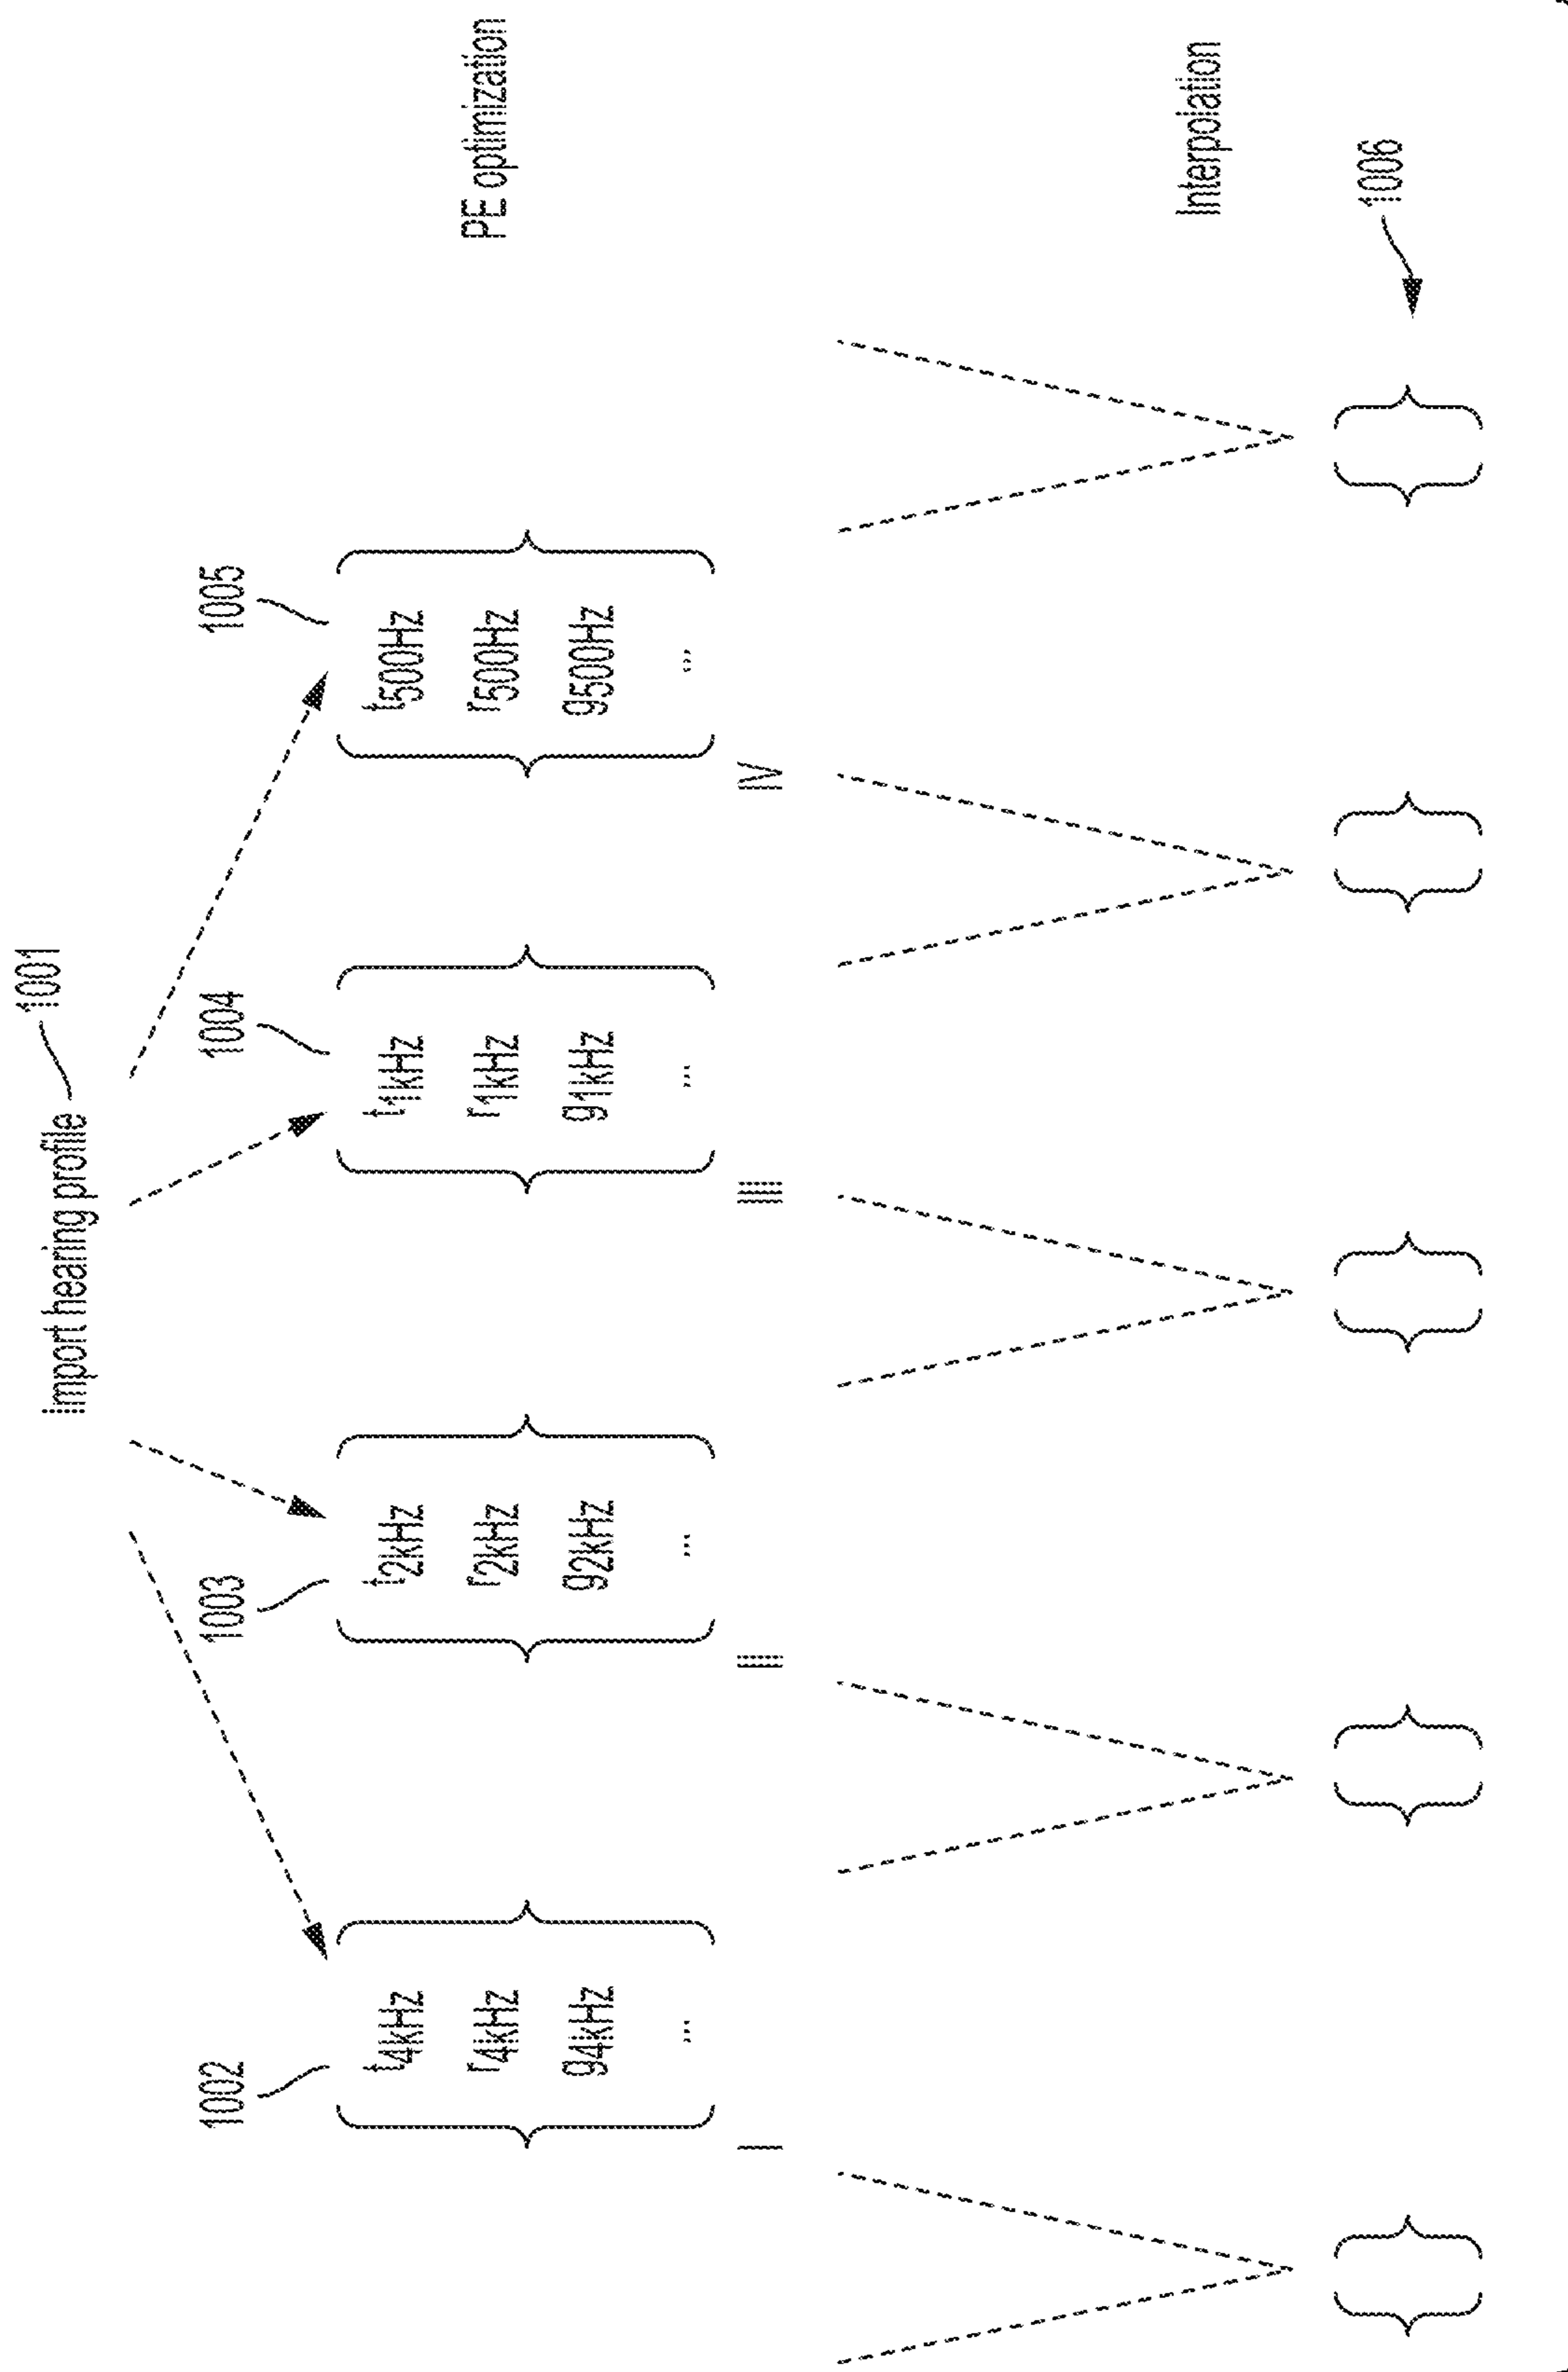 1001
Import hearing profile
1002
1003
1004
1005
t4kHz
r4kHz
g4kHz
...
t2kHz
r2kHz
g2kHz
...
t1kHz
r1kHz
g1kHz
...
t500Hz
r500Hz
g500Hz
...
PE optimization
I
II
III
IV
Interpolation
1006